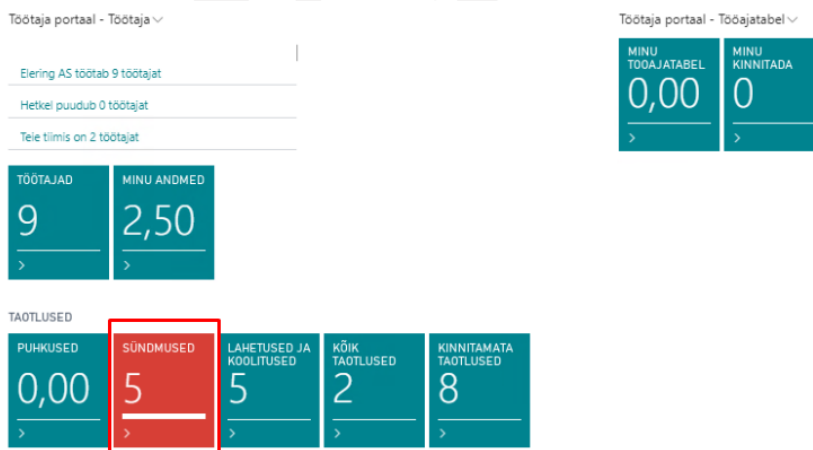 Töötaja portaal - Töötaja
Elering AS töötab 9 töötajat
Hetkel puudub 0 töötajat
Teie tiimis on 2 töötajat
TÖÖTAJAD
9
MINU ANDMED
2,50
TAOTLUSED
PUHKUSED
0,00
SÜNDMUSED
5
LAHETUSED JA
KOOLITUSED
5
KÕIK
TAOTLUSED
2
KINNITAMATA
TAOTLUSED
8
Töötaja portaal - Tööajatabel
MINU
TOOAJATABEL
0,00
MINU
KINNITADA
0